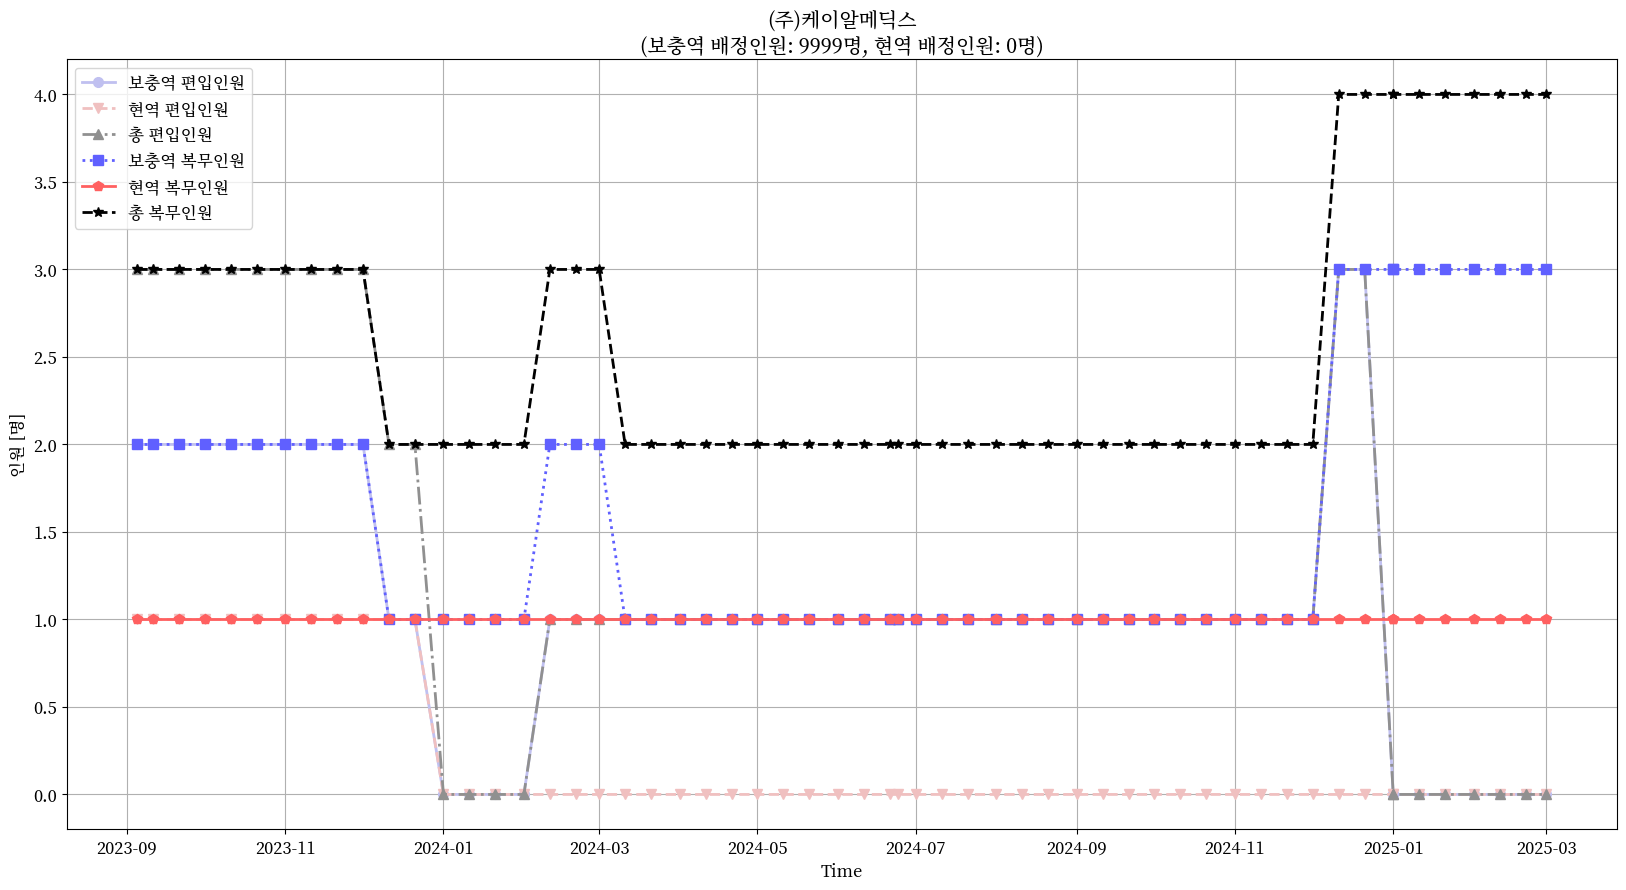 (주)케이알메딕스
(보충역 배정인원: 9999명, 현역 배정인원: 0명)
보충역 편입인원
현역 편입인원
총 편입인원
보충역 복무인원
현역 복무인원
총 복무인원
인원 [명]
4.0
3.5
3.0
2.5
2.0
1.5
1.0
0.5
0.0
2023-09 2023-11 2024-01 2024-03 2024-05 2024-07 2024-09 2024-11 2025-01 2025-03
Time